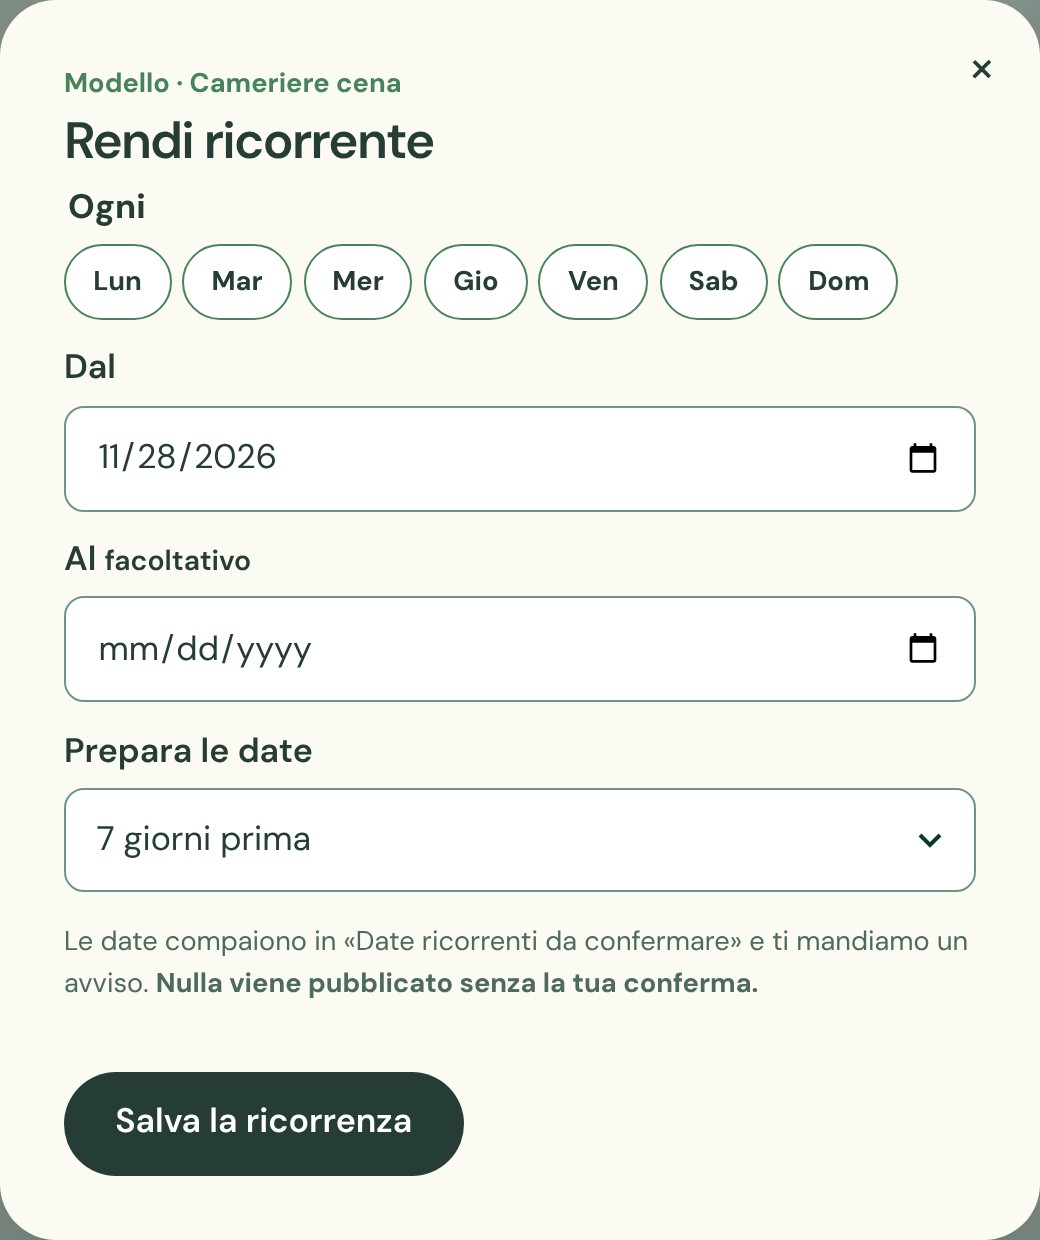 Modello · Cameriere cena
Rendi ricorrente
Ogni
Lun Mar Mer Gio Ven Sab Dom
Dal
11/28/2026
Al facoltativo
mm/dd/yyyy
Prepara le date
7 giorni prima
Le date compaiono in «Date ricorrenti da confermare» e ti mandiamo un
avviso. Nulla viene pubblicato senza la tua conferma.
Salva la ricorrenza